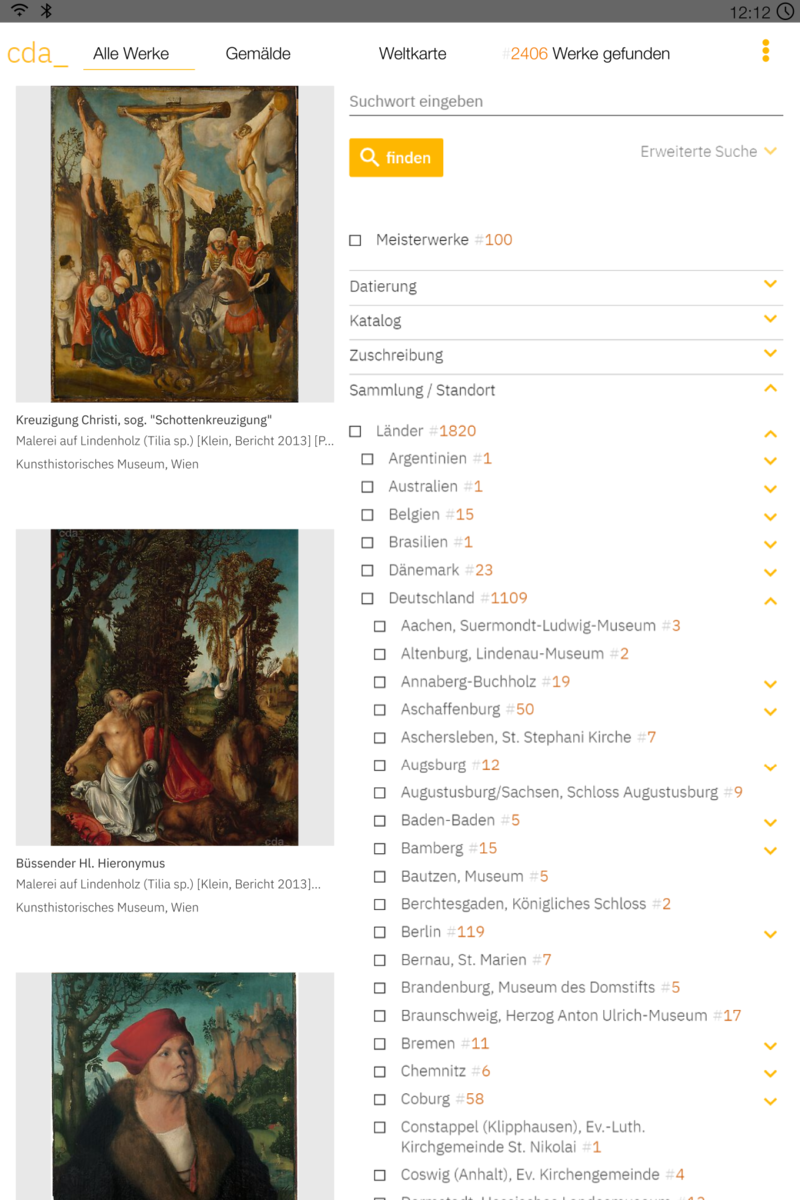 12:12
cda_
Alle Werke
Gemälde
Weltkarte
#2406 Werke gefunden
Kreuzigung Christi, sog. "Schottenkreuzigung"
Malerei auf Lindenholz (Tilia sp.) [Klein, Bericht 2013] [P...
Kunsthistorisches Museum, Wien
cda_
cda_
Büssender Hl. Hieronymus
Malerei auf Lindenholz (Tilia sp.) [Klein, Bericht 2013]...
Kunsthistorisches Museum, Wien
Suchwort eingeben
finden
Erweiterte Suche
Meisterwerke #100
Datierung
Katalog
Zuschreibung
Sammlung / Standort
Länder #1820
Argentinien #1
Australien #1
Belgien #15
Brasilien #1
Dänemark #23
Deutschland #1109
Aachen, Suermondt-Ludwig-Museum #3
Altenburg, Lindenau-Museum #2
Annaberg-Buchholz #19
Aschaffenburg #50
Aschersleben, St. Stephani Kirche #7
Augsburg #12
Augustusburg/Sachsen, Schloss Augustusburg #9
Baden-Baden #5
Bamberg #15
Bautzen, Museum #5
Berchtesgaden, Königliches Schloss #2
Berlin #119
Bernau, St. Marien #7
Brandenburg, Museum des Domstifts #5
Braunschweig, Herzog Anton Ulrich-Museum #17
Bremen #11
Chemnitz #6
Coburg #58
Constappel (Klipphausen), Ev.-Luth.
Kirchgemeinde St. Nikolai #1
Coswig (Anhalt), Ev. Kirchengemeinde #4